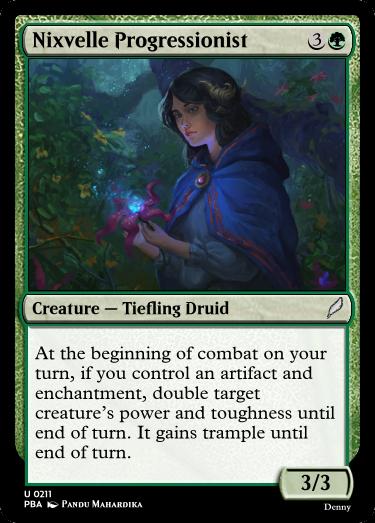 Nixvelle Progressionist 3
Creature — Tiefling Druid
At the beginning of combat on your
turn, if you control an artifact and
enchantment, double target
creature's power and toughness until
end of turn. It gains trample until
end of turn.
3/3
U 0211
PBA Pandu Mahardika
Denny